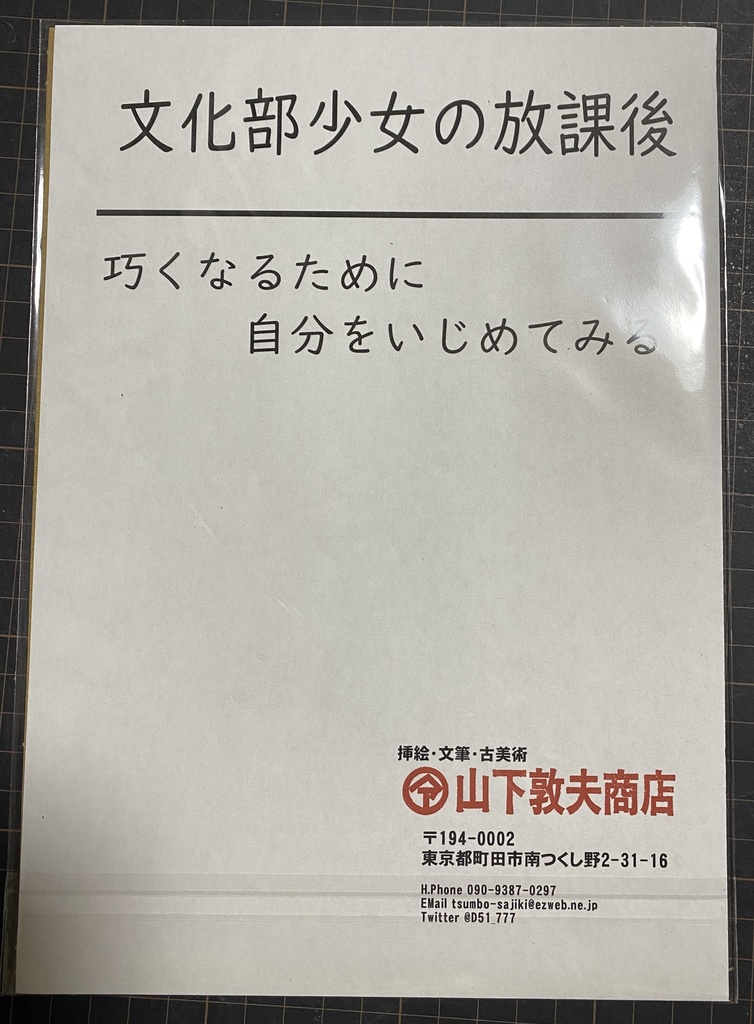 文化部少女の放課後
巧くなるために
自分をいじめてみる
挿絵・文筆・古美術
山下敦夫商店
〒194-0002
東京都町田市南つくし野2-31-16
H.Phone 090-9387-0297
EMail tsumbo-sajiki@ezweb.ne.jp
Twitter @D51_777